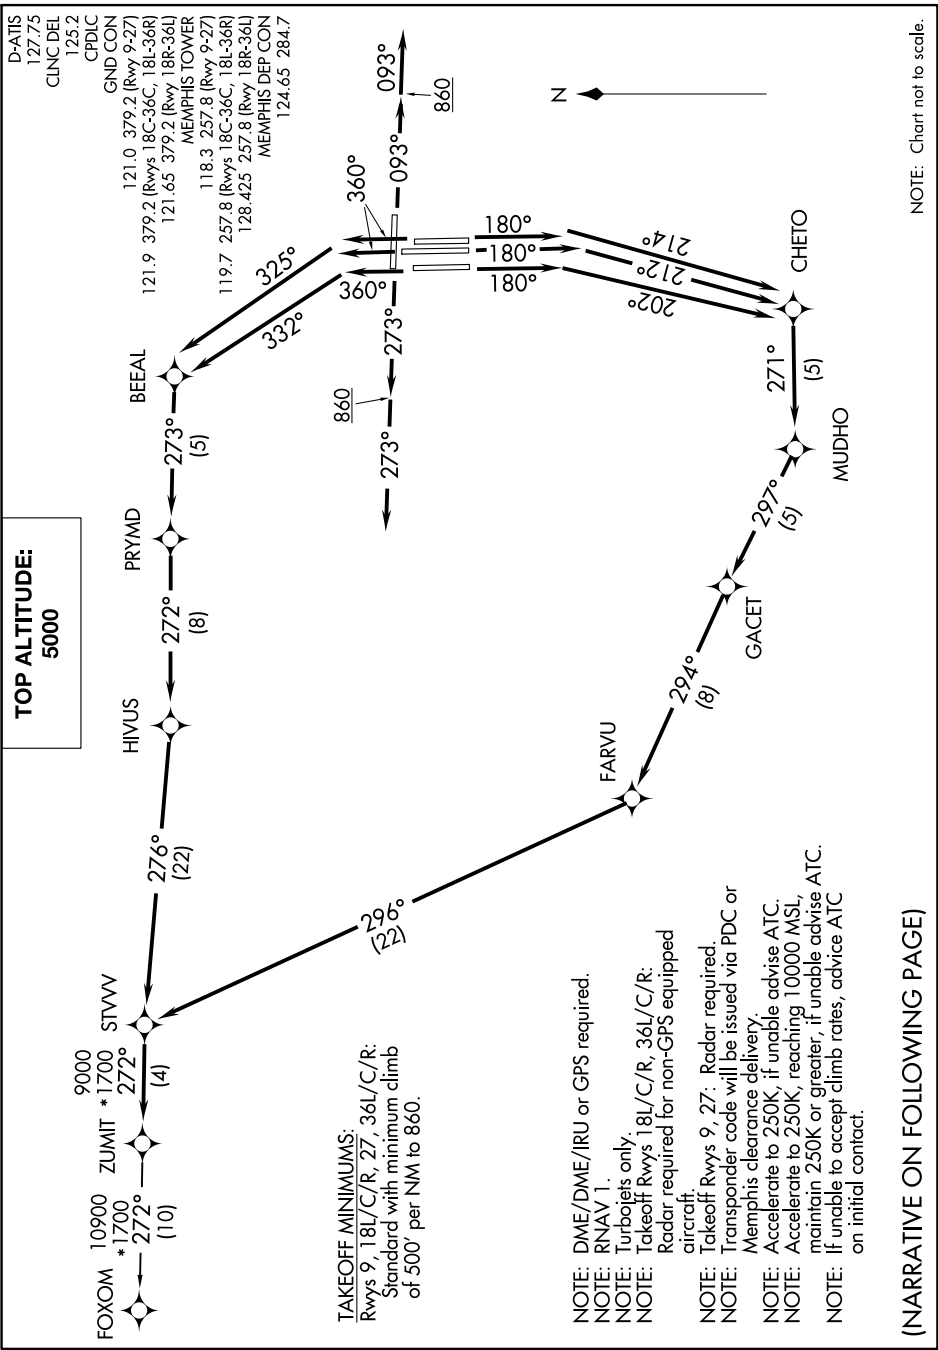 TOP ALTITUDE:
5000
D-ATIS
127.75
CLNC DEL
125.2
CPDLC
GND CON
121.0 379.2 (Rwy 9-27)
121.9 379.2 (Rwys 18C-36C, 18L-36R)
121.65 379.2 (Rwy 18R-36L)
MEMPHIS TOWER
118.3 257.8 (Rwy 9-27)
119.7 257.8 (Rwys 18C-36C, 18L-36R)
128.425 257.8 (Rwy 18R-36L)
MEMPHIS DEP CON
124.65 284.7
FOXOM
10900
*1700
272°
(10)
ZUMIT
9000
*1700
272°
(4)
STVVV
276°
(22)
HIVUS
272°
(8)
PRYMD
273°
(5)
BEEAL
325°
332°
360°
360°
093°
093°
860
273°
273°
860
N
180°
180°
180°
214°
212°
202°
CHETO
271°
(5)
MUDHO
297°
(5)
GACET
294°
(8)
FARVU
296°
(22)
TAKEOFF MINIMUMS:
Rwys 9, 18L/C/R, 27, 36L/C/R:
Standard with minimum climb
of 500' per NM to 860.
NOTE: DME/DME/IRU or GPS required.
NOTE: RNAV 1.
NOTE: Turbojets only.
NOTE: Takeoff Rwys 18L/C/R, 36L/C/R:
Radar required for non-GPS equipped
aircraft.
NOTE: Takeoff Rwys 9, 27: Radar required.
NOTE: Transponder code will be issued via PDC or
Memphis clearance delivery.
NOTE: Accelerate to 250K, if unable advise ATC.
NOTE: Accelerate to 250K, reaching 10000 MSL,
maintain 250K or greater, if unable advise ATC.
NOTE: If unable to accept climb rates, advice ATC
on initial contact.
NOTE: Chart not to scale.
(NARRATIVE ON FOLLOWING PAGE)